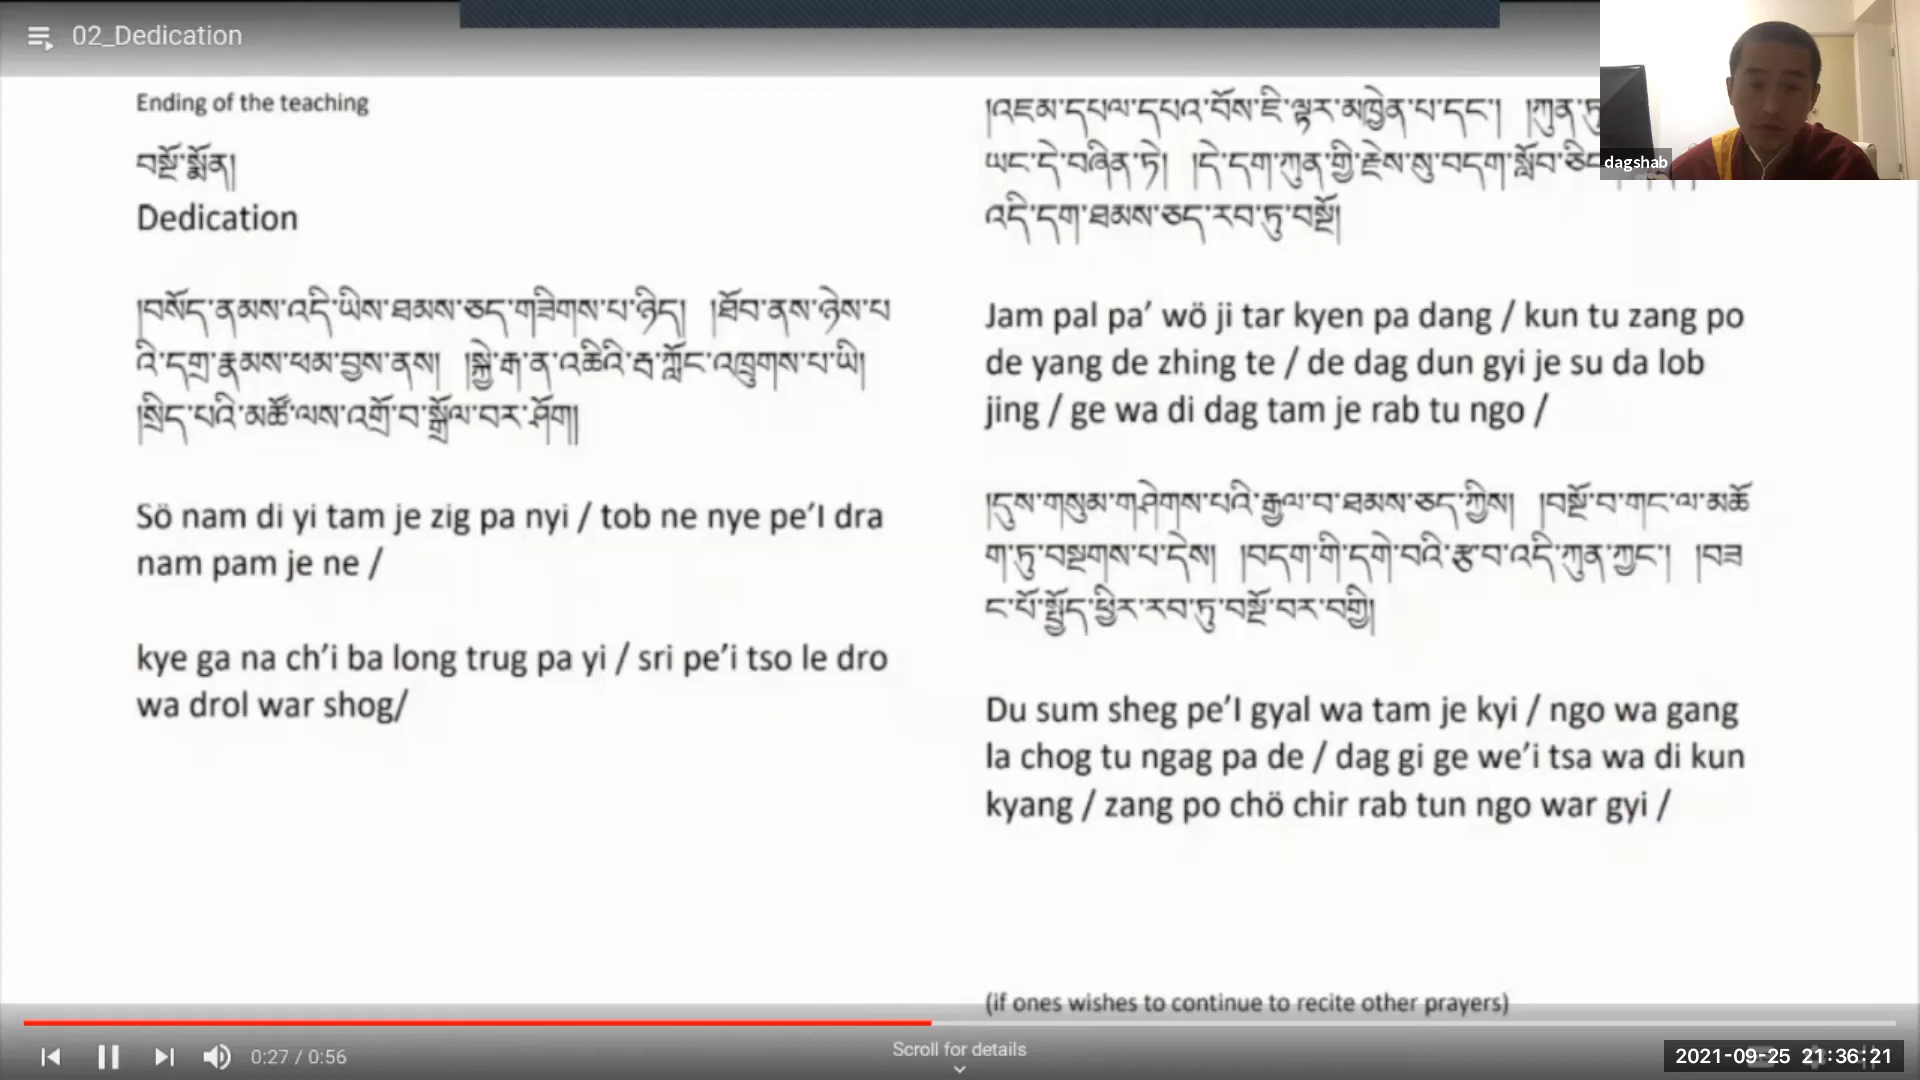 02_Dedication
Ending of the teaching
བསྔོ་སྨོན།
Dedication
།བསོད་ནམས་འདི་ཡིས་ཐམས་ཅད་གཟིགས་པ་ཉིད། །ཐོབ་ནས་ཉེས་པ
འི་དགྲ་རྣམས་ཕམ་བྱས་ནས། །སྐྱེ་རྒ་ན་འཆིའི་རྦ་ཀློང་འཁྲུགས་པ་ཡི།
།སྲིད་པའི་མཚོ་ལས་འགྲོ་བ་སྒྲོལ་བར་ཤོག།
Sö nam di yi tam je zig pa nyi / tob ne nye pe’I dra
nam pam je ne /
kye ga na ch’i ba long trug pa yi / sri pe’i tso le dro
wa drol war shog/
།འཇམ་དཔལ་དཔའ་བོས་ཇི་ལྟར་མཁྱེན་པ་དང་། །ཀུན་ཏུ
ཡང་དེ་བཞིན་ཏེ། །དེ་དག་ཀུན་གྱི་རྗེས་སུ་བདག་སློབ་ཅིང
འདི་དག་ཐམས་ཅད་རབ་ཏུ་བསྔོ།
Jam pal pa’ wö ji tar kyen pa dang / kun tu zang po
de yang de zhing te / de dag dun gyi je su da lob
jing / ge wa di dag tam je rab tu ngo /
།དུས་གསུམ་གཤེགས་པའི་རྒྱལ་བ་ཐམས་ཅད་ཀྱིས། །བསྔོ་བ་གང་ལ་མཆོ
ག་ཏུ་བསྔགས་པ་དེས། །བདག་གི་དགེ་བའི་རྩ་བ་འདི་ཀུན་ཀྱང་། །བཟ
ང་པོ་སྤྱོད་ཕྱིར་རབ་ཏུ་བསྔོ་བར་བགྱི།
Du sum sheg pe’I gyal wa tam je kyi / ngo wa gang
la chog tu ngag pa de / dag gi ge we’i tsa wa di kun
kyang / zang po chö chir rab tun ngo war gyi /
(if ones wishes to continue to recite other prayers)
dagshab
0:27 / 0:56
Scroll for details
2021-09-25 21:36:21